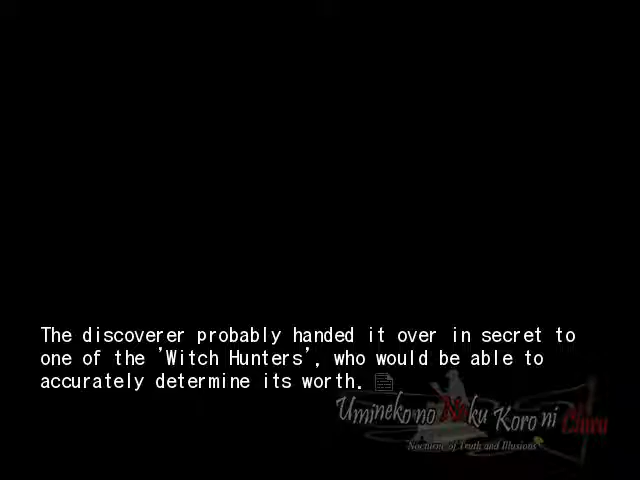 The discoverer probably handed it over in secret to
one of the 'Witch Hunters', who would be able to
accurately determine its worth.
Umineko no Naku Koro ni Chiru
Nocturne of Truth and Illusions